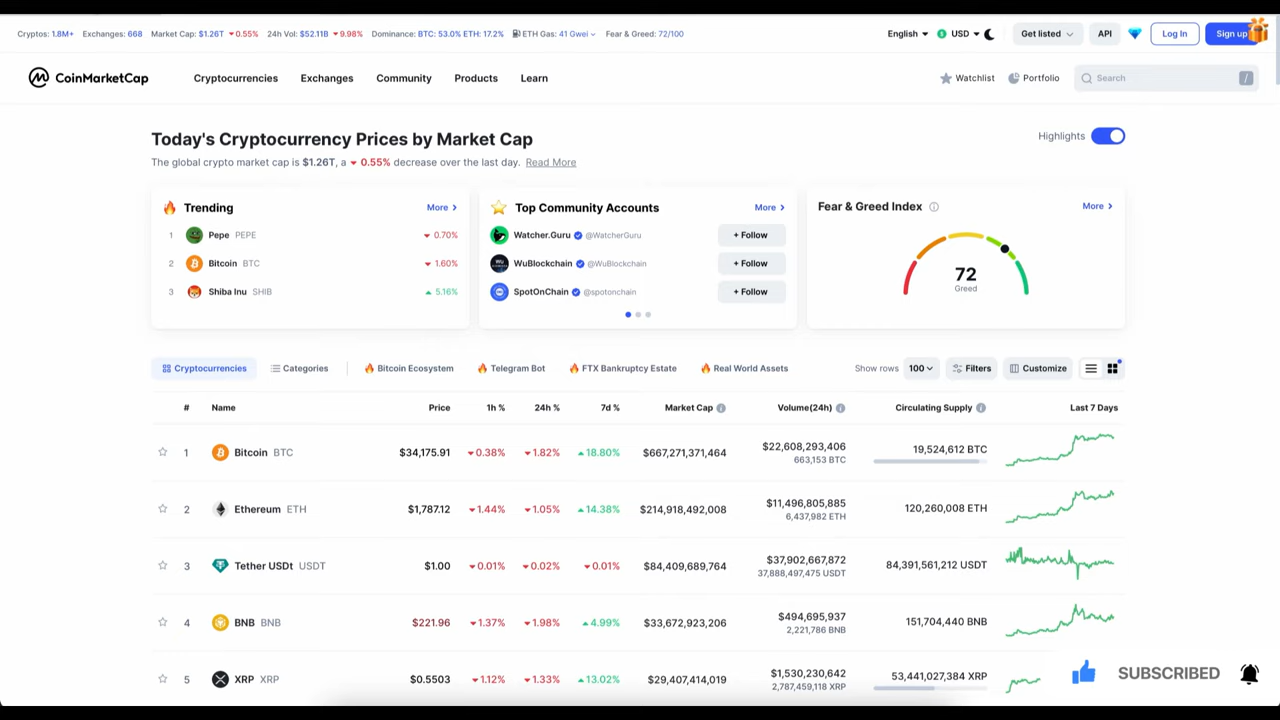 Cryptos: 1.8M+ Exchanges: 668 Market Cap: $1.26T 0.55% 24h Vol: $52.11B 9.98% Dominance: BTC: 53.0% ETH: 17.2% ETH Gas: 41 Gwei Fear & Greed: 72/100 English USD Get listed API Log In Sign up
CoinMarketCap Cryptocurrencies Exchanges Community Products Learn Watchlist Portfolio Search /
Today's Cryptocurrency Prices by Market Cap Highlights
The global crypto market cap is $1.26T, a 0.55% decrease over the last day. Read More
Trending More
1 Pepe PEPE 0.70%
2 Bitcoin BTC 1.60%
3 Shiba Inu SHIB 5.16%
Top Community Accounts More
Watcher.Guru @WatcherGuru + Follow
WuBlockchain @WuBlockchain + Follow
SpotOnChain @spotonchain + Follow
Fear & Greed Index More
72
Greed
Cryptocurrencies Categories Bitcoin Ecosystem Telegram Bot FTX Bankruptcy Estate Real World Assets Show rows 100 Filters Customize
# Name Price 1h % 24h % 7d % Market Cap Volume(24h) Circulating Supply Last 7 Days
1 Bitcoin BTC $34,175.91 0.38% 1.82% 18.80% $667,271,371,464 $22,608,293,406 19,524,612 BTC
663,153 BTC
2 Ethereum ETH $1,787.12 1.44% 1.05% 14.38% $214,918,492,008 $11,496,805,885 120,260,008 ETH
6,437,982 ETH
3 Tether USDt USDT $1.00 0.01% 0.02% 0.01% $84,409,689,764 $37,902,667,872 84,391,561,212 USDT
37,888,497,475 USDT
4 BNB BNB $221.96 1.37% 1.98% 4.99% $33,672,923,206 $494,695,937 151,704,440 BNB
2,221,786 BNB
5 XRP XRP $0.5503 1.12% 1.33% 13.02% $29,407,414,019 $1,530,230,642 53,441,027,384 XRP
2,787,459,118 XRP
SUBSCRIBED